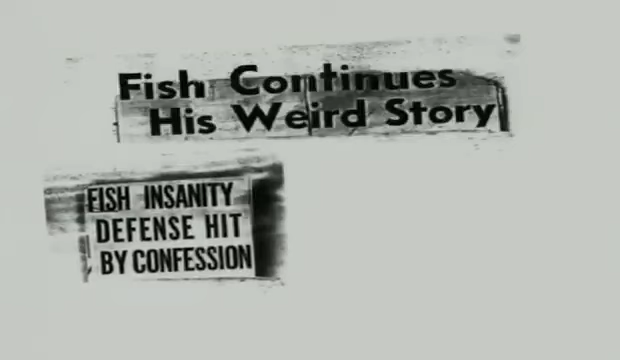 Fish Continues
His Weird Story
FISH INSANITY
DEFENSE HIT
BY CONFESSION